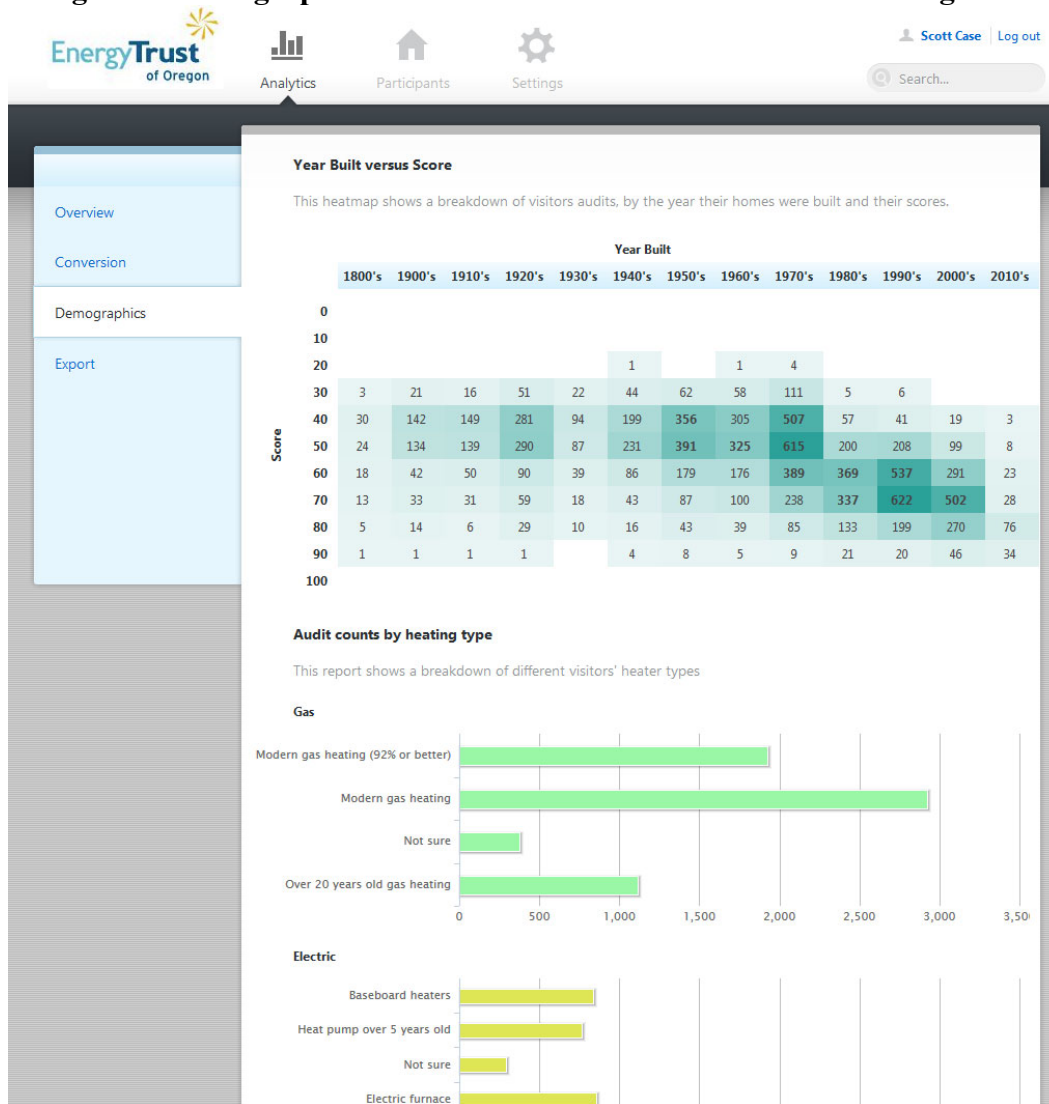 EnergyTrust
of Oregon
Analytics
Participants
Settings
Scott Case
Log out
Search...
Overview
Conversion
Demographics
Export
Year Built versus Score
This heatmap shows a breakdown of visitors audits, by the year their homes were built and their scores.
Year Built
1800's 1900's 1910's 1920's 1930's 1940's 1950's 1960's 1970's 1980's 1990's 2000's 2010's
Score
0
10
20 1 1 4
30 3 21 16 51 22 44 62 58 111 5 6
40 30 142 149 281 94 199 356 305 507 57 41 19 3
50 24 134 139 290 87 231 391 325 615 200 208 99 8
60 18 42 50 90 39 86 179 176 389 369 537 291 23
70 13 33 31 59 18 43 87 100 238 337 622 502 28
80 5 14 6 29 10 16 43 39 85 133 199 270 76
90 1 1 1 1 4 8 5 9 21 20 46 34
100
Audit counts by heating type
This report shows a breakdown of different visitors' heater types
Gas
Modern gas heating (92% or better)
Modern gas heating
Not sure
Over 20 years old gas heating
0 500 1,000 1,500 2,000 2,500 3,000 3,50
Electric
Baseboard heaters
Heat pump over 5 years old
Not sure
Electric furnace